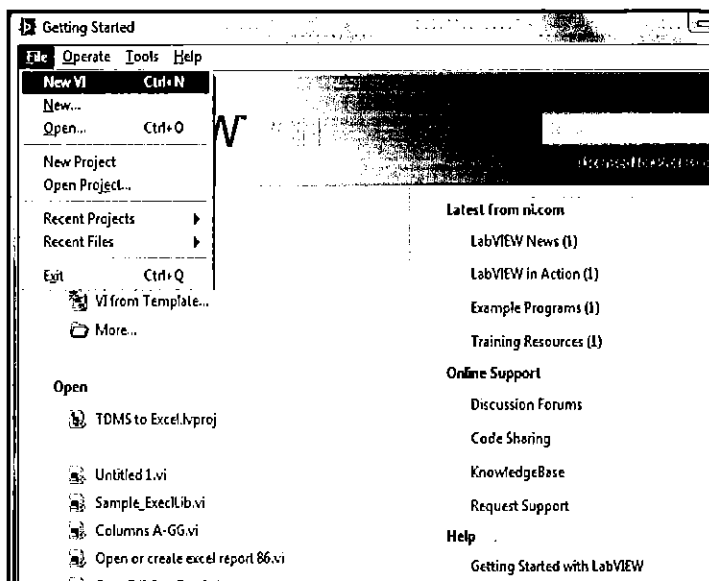 Getting Started
File Operate Tools Help
New VI Ctrl+N
New...
Open... Ctrl+O
New Project
Open Project...
Recent Projects
Recent Files
Exit Ctrl+Q
VI from Template...
More...
Open
TDMS to Excel.lvproj
Untitled 1.vi
Sample_ExeclLib.vi
Columns A-GG.vi
Open or create excel report 86.vi
Latest from ni.com
LabVIEW News (1)
LabVIEW in Action (1)
Example Programs (1)
Training Resources (1)
Online Support
Discussion Forums
Code Sharing
KnowledgeBase
Request Support
Help
Getting Started with LabVIEW